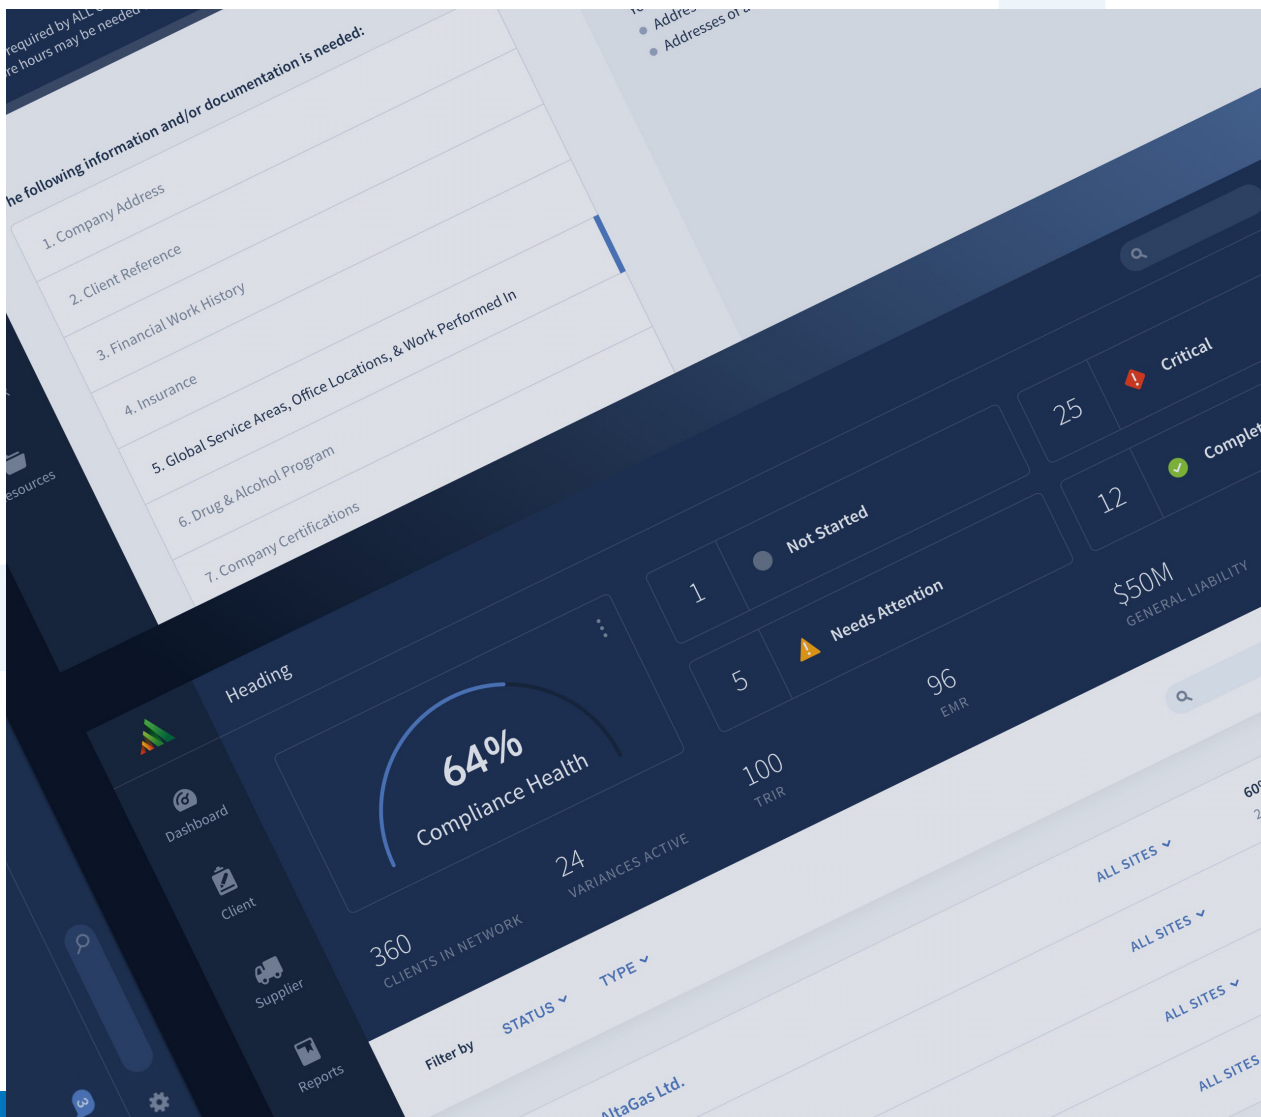 required by ALL
re hours may be needed
he following information and/or documentation is needed:
1. Company Address
2. Client Reference
3. Financial Work History
4. Insurance
5. Global Service Areas, Office Locations, & Work Performed In
6. Drug & Alcohol Program
7. Company Certifications
Addres
Addresses of
esources
Heading
64%
Compliance Health
1
Not Started
5
Needs Attention
25
Critical
12
Complet
360
CLIENTS IN NETWORK
24
VARIANCES ACTIVE
100
TRIR
96
EMR
$50M
GENERAL LIABILITY
Dashboard
Client
Supplier
Reports
Filter by
STATUS
TYPE
60%
ALL SITES
ALL SITES
ALL SITES
ALL SITES
AltaGas Ltd.
3